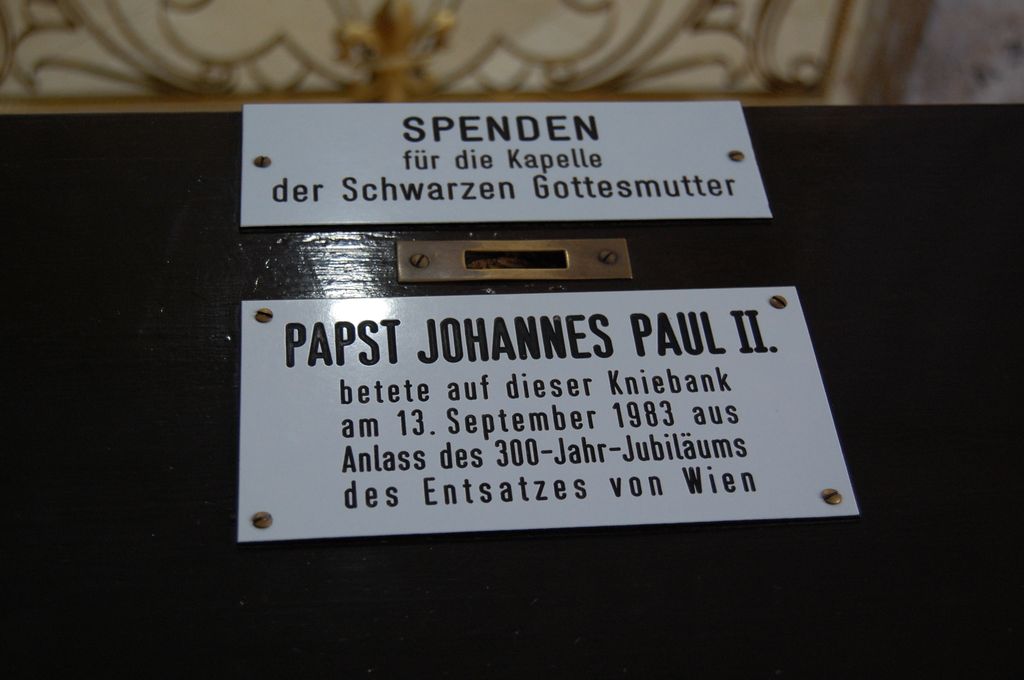 SPENDEN
für die Kapelle
der Schwarzen Gottesmutter
PAPST JOHANNES PAUL II.
betete auf dieser Kniebank
am 13. September 1983 aus
Anlass des 300-Jahr-Jubiläums
des Entsatzes von Wien